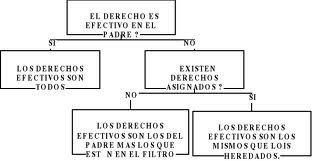 EL DERECHO ES
EFECTIVO EN EL
PADRE ?
SI
NO
LOS DERECHOS
EFECTIVOS SON
TODOS
EXISTEN
DERECHOS
ASIGNADOS ?
NO
SI
LOS DERECHOS
EFECTIVOS SON LOS DEL
PADRE MAS LOS QUE
EST N EN EL FILTRO
LOS DERECHOS
EFECTIVOS SON LOS
MISMOS QUE LOIS
HEREDADOS.